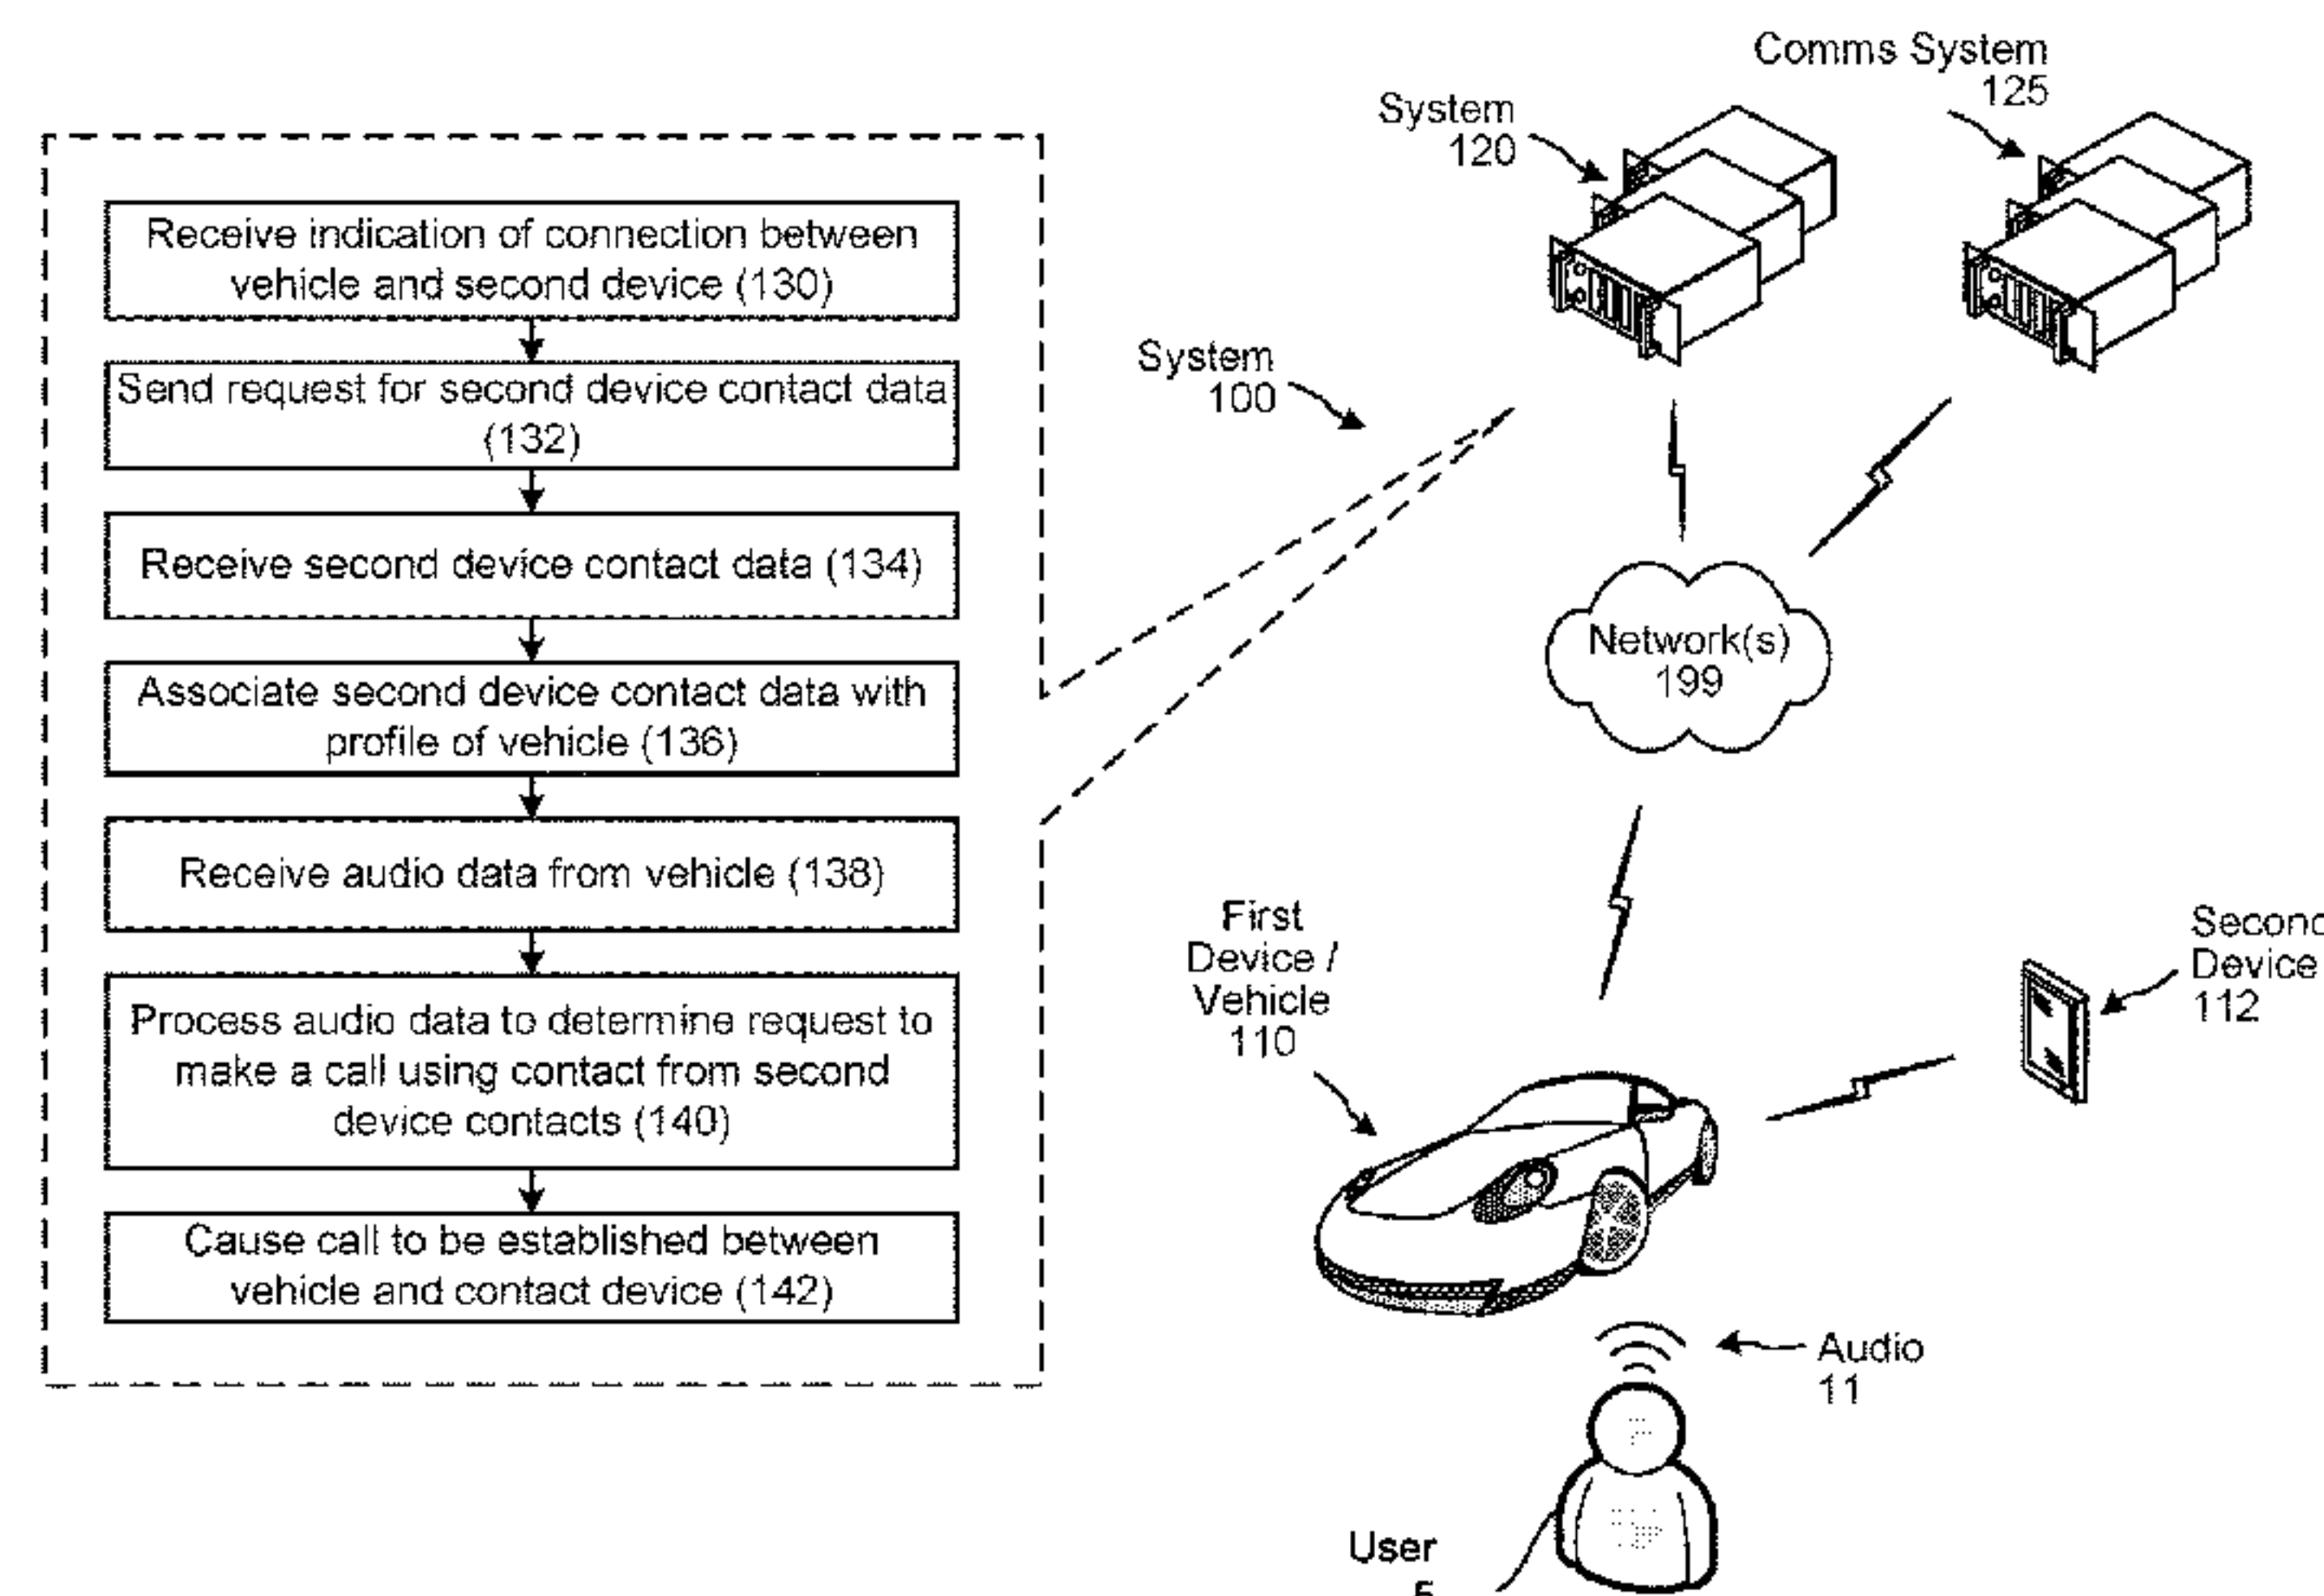 Receive indication of connection between
vehicle and second device (130)
Send request for second device contact data
(132)
Receive second device contact data (134)
Associate second device contact data with
profile of vehicle (136)
Receive audio data from vehicle (138)
Process audio data to determine request to
make a call using contact from second
device contacts (140)
Cause call to be established between
vehicle and contact device (142)
Comms System
125
System
120
System
100
Network(s)
199
First
Device /
Vehicle
110
Second
Device
112
Audio
11
User
5